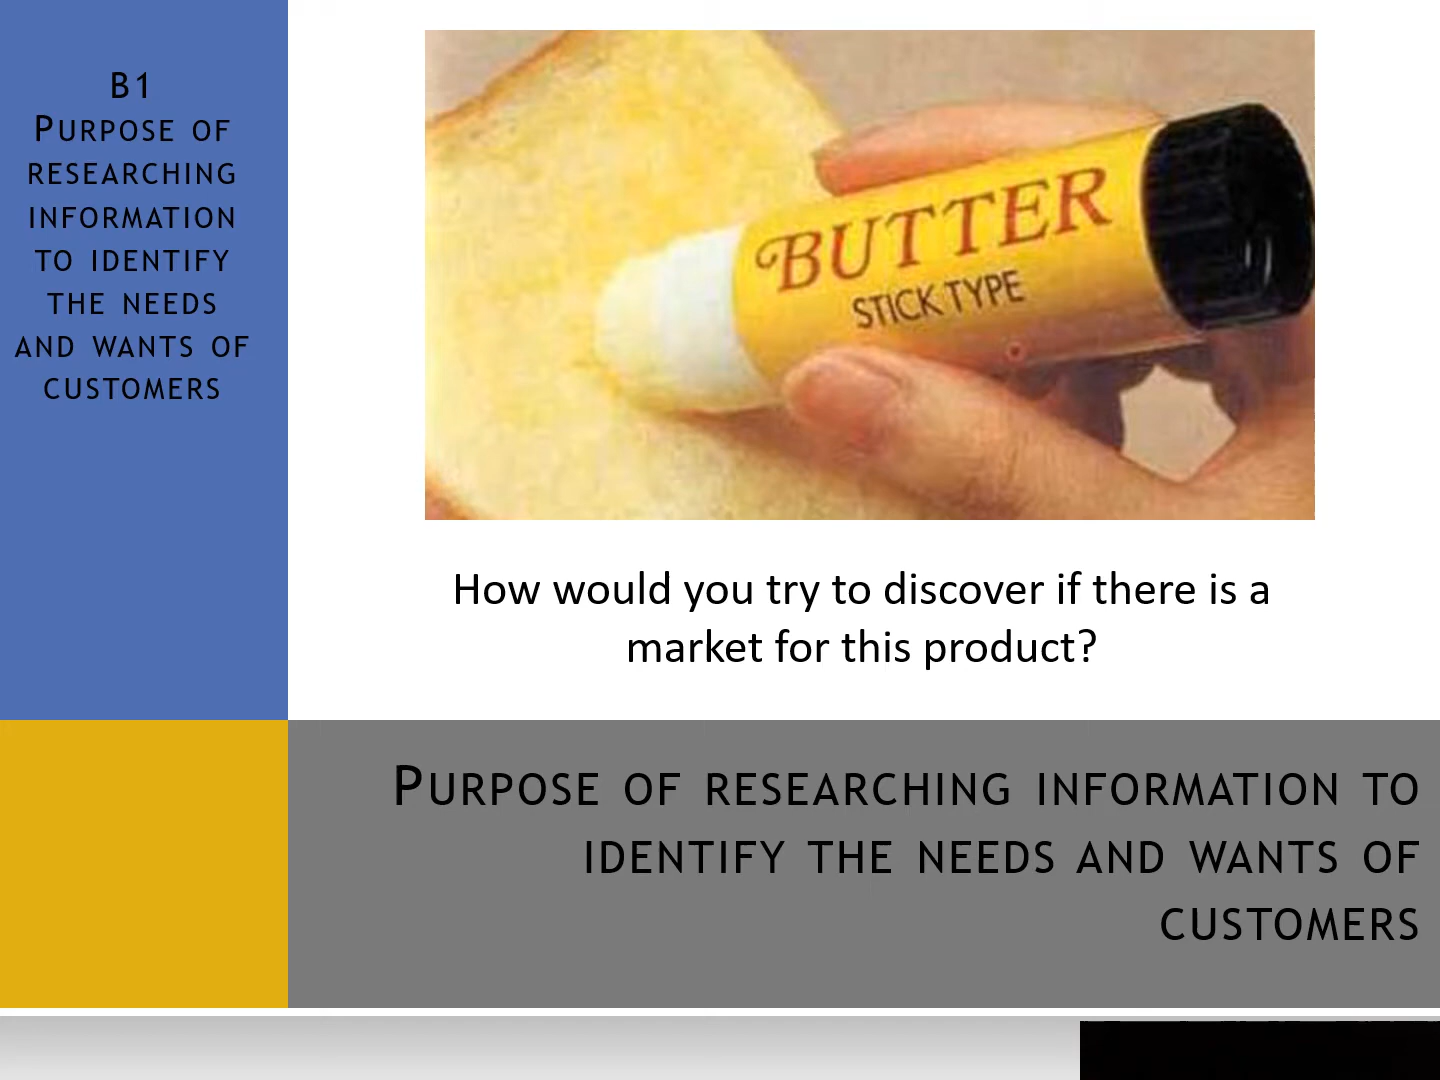 B1
Purpose of
researching
information
to identify
the needs
and wants of
customers
BUTTER
STICK TYPE
How would you try to discover if there is a
market for this product?
Purpose of researching information to
identify the needs and wants of
customers